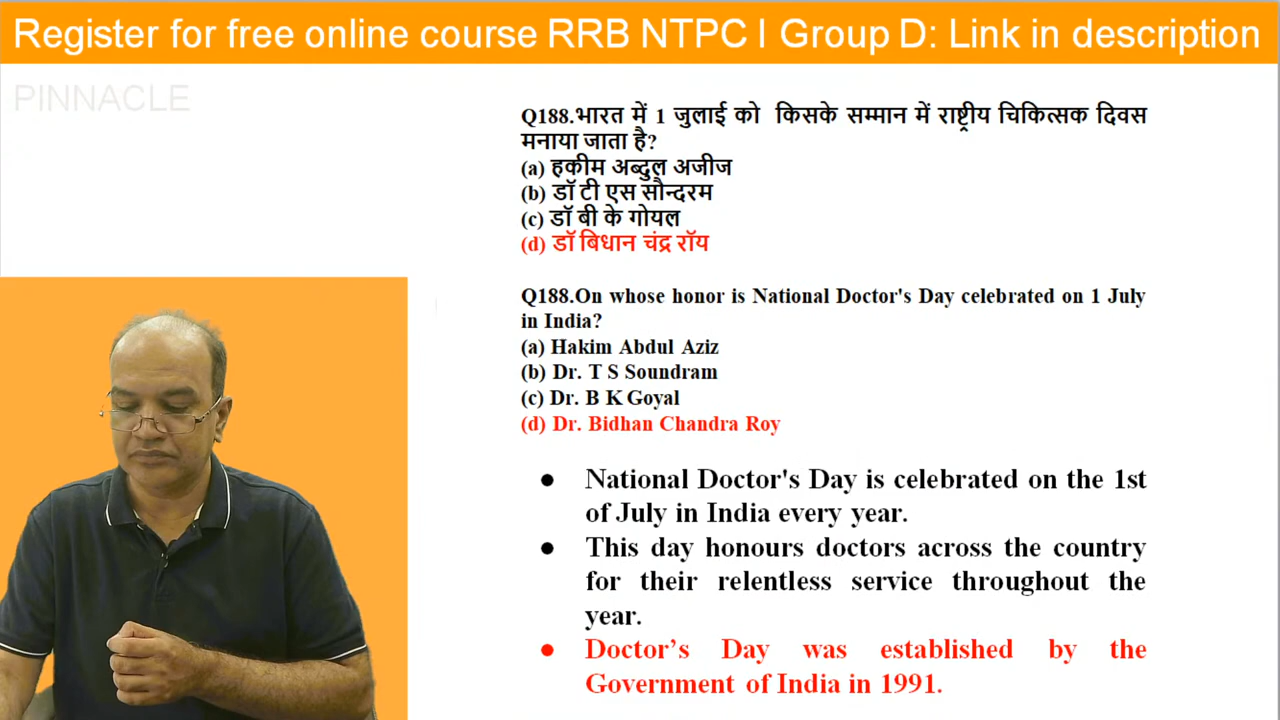 Register for free online course RRB NTPC I Group D: Link in description
PINNACLE
Q188.भारत में 1 जुलाई को किसके सम्मान में राष्ट्रीय चिकित्सक दिवस
मनाया जाता है?
(a) हकीम अब्दुल अजीज
(b) डॉ टी एस सौन्दरम
(c) डॉ बी के गोयल
(d) डॉ बिधान चंद्र रॉय
Q188.On whose honor is National Doctor's Day celebrated on 1 July
in India?
(a) Hakim Abdul Aziz
(b) Dr. T S Soundram
(c) Dr. B K Goyal
(d) Dr. Bidhan Chandra Roy
● National Doctor's Day is celebrated on the 1st
of July in India every year.
● This day honours doctors across the country
for their relentless service throughout the
year.
● Doctor’s Day was established by the
Government of India in 1991.